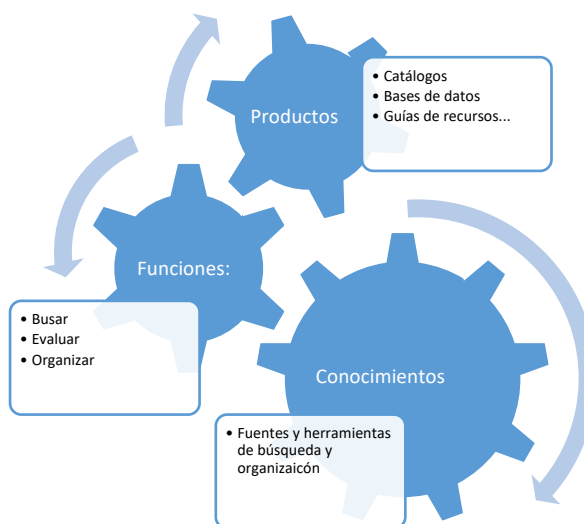 Productos
• Catálogos
• Bases de datos
• Guías de recursos...
Funciones:
• Busar
• Evaluar
• Organizar
Conocimientos
• Fuentes y herramientas
de búsqueda y
organizaicón